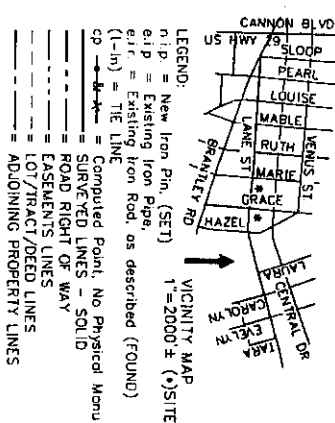 CANNON BLVD
US HWY 29
SLOOP
PEARL
LOUISE
MABLE
RUTH
MARIE
GRACE
HAZEL
VENUS ST
LANE ST
BRANTLEY RD
CENTRAL DR
LAURA
CAROLYN
EVELYN
TARA
VICINITY MAP
1"=2000'± (*)SITE
LEGEND:
n.i.p. = New Iron Pin, (SET)
e.i.p = Existing Iron Pipe,
e.i.r. = Existing Iron Rod, as described (FOUND)
(1-ln) = TIE LINE
cp = Computed Point, No Physical Monu
= SURVEYED LINES - SOLID
= ROAD RIGHT OF WAY
= EASEMENTS LINES
= LOT/TRACT/DEED LINES
= ADJOINING PROPERTY LINES